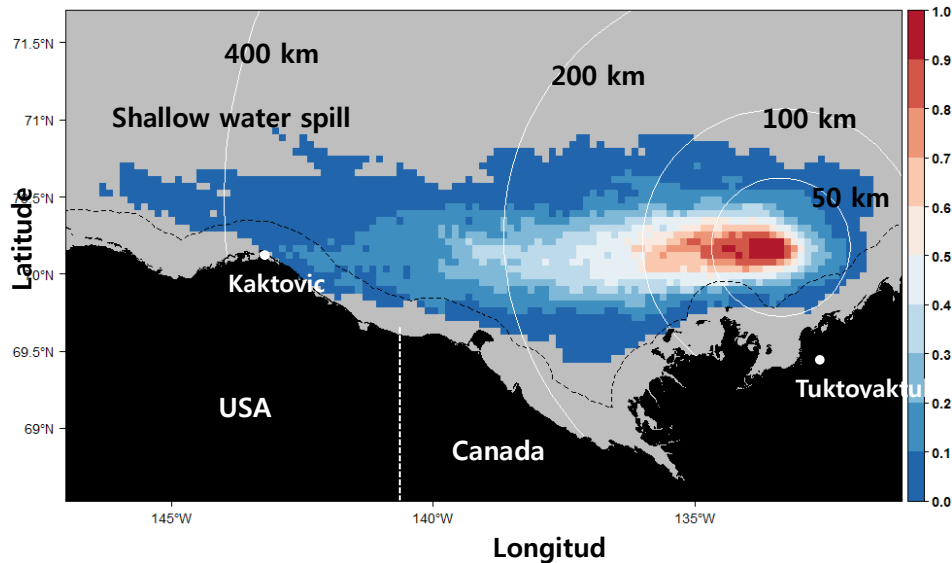 400 km
200 km
Shallow water spill
100 km
50 km
Kaktovic
Tuktovaktul
USA
Canada
Latitude
71.5°N
71°N
70.5°N
70°N
69.5°N
69°N
145°W
140°W
135°W
Longitud
1.0
0.9
0.8
0.7
0.6
0.5
0.4
0.3
0.2
0.1
0.0